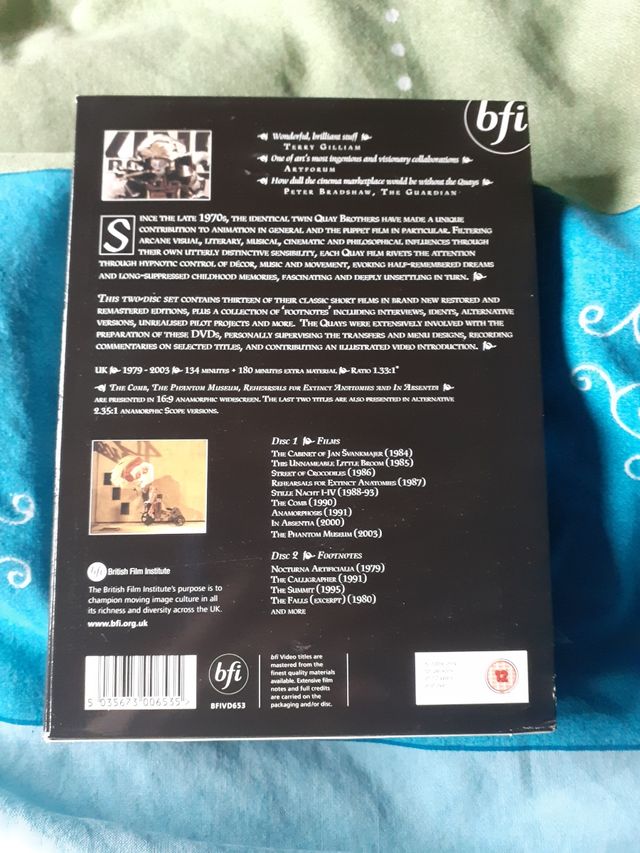 bfi
Wonderful, brilliant stuff
TERRY GILLIAM
One of art's most ingenious and visionary collaborations
ARTFORUM
How dull the cinema marketplace would be without the Quays
PETER BRADSHAW, THE GUARDIAN
SINCE THE LATE 1970S, THE IDENTICAL TWIN QUAY BROTHERS HAVE MADE A UNIQUE
CONTRIBUTION TO ANIMATION IN GENERAL AND THE PUPPET FILM IN PARTICULAR. FILTERING
ARCANE VISUAL, LITERARY, MUSICAL, CINEMATIC AND PHILOSOPHICAL INFLUENCES THROUGH
THEIR OWN UTTERLY DISTINCTIVE SENSIBILITY, EACH QUAY FILM RIVETS THE ATTENTION
THROUGH HYPNOTIC CONTROL OF DÉCOR, MUSIC AND MOVEMENT, EVOKING HALF-REMEMBERED DREAMS
AND LONG-SUPPRESSED CHILDHOOD MEMORIES, FASCINATING AND DEEPLY UNSETTLING IN TURN.
THIS TWO-DISC SET CONTAINS THIRTEEN OF THEIR CLASSIC SHORT FILMS IN BRAND NEW RESTORED AND
REMASTERED EDITIONS, PLUS A COLLECTION OF 'FOOTNOTES' INCLUDING INTERVIEWS, IDENTS, ALTERNATIVE
VERSIONS, UNREALISED PILOT PROJECTS AND MORE. THE QUAYS WERE EXTENSIVELY INVOLVED WITH THE
PREPARATION OF THESE DVDS, PERSONALLY SUPERVISING THE TRANSFERS AND MENU DESIGNS, RECORDING
COMMENTARIES ON SELECTED TITLES, AND CONTRIBUTING AN ILLUSTRATED VIDEO INTRODUCTION.
UK 1979 - 2003 134 MINUTES + 180 MINUTES EXTRA MATERIAL RATIO 1.33:1*
THE COMB, THE PHANTOM MUSEUM, REHEARSALS FOR EXTINCT ANATOMIES AND IN ABSENTIA
ARE PRESENTED IN 16:9 ANAMORPHIC WIDESCREEN. THE LAST TWO TITLES ARE ALSO PRESENTED IN ALTERNATIVE
2.35:1 ANAMORPHIC SCOPE VERSIONS.
DISC 1 FILMS
THE CABINET OF JAN ŠVANKMAJER (1984)
THE UNNAMEABLE LITTLE BROOM (1985)
STREET OF CROCODILES (1986)
REHEARSALS FOR EXTINCT ANATOMIES (1987)
STILLE NACHT I-IV (1988-93)
THE COMB (1990)
ANAMORPHOSIS (1991)
IN ABSENTIA (2000)
THE PHANTOM MUSEUM (2003)
DISC 2 FOOTNOTES
NOCTURNA ARTIFICIALIA (1979)
THE CALLIGRAPHER (1991)
THE SUMMIT (1995)
THE FALLS (EXCERPT) (1980)
AND MORE
bfi British Film Institute
The British Film Institute's purpose is to
champion moving image culture in all
its richness and diversity across the UK.
www.bfi.org.uk
5 035673 006535 >
bfi
BFIVD653
bfi Video titles are
mastered from the
finest quality materials
available. Extensive film
notes and full credits
are carried on the
packaging and/or disc.
12